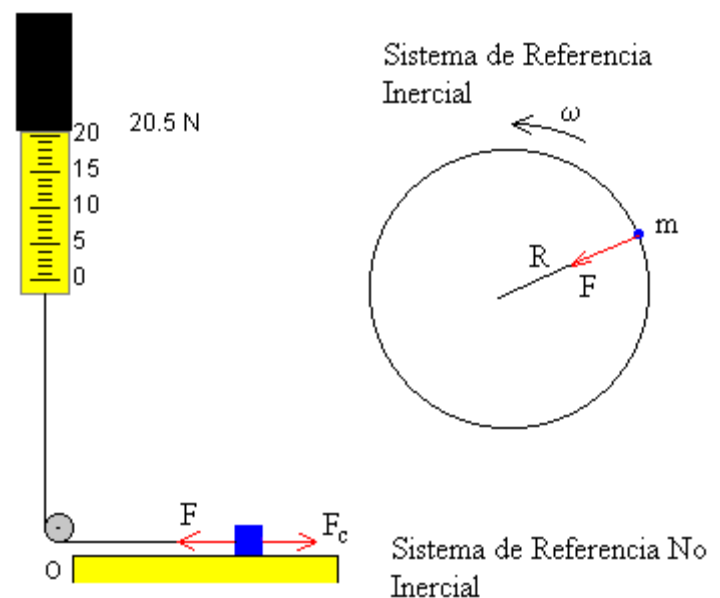 Sistema de Referencia
Inercial
20.5 N
20
15
10
5
0
ω
m
R
F
F
Fc
O
Sistema de Referencia No
Inercial